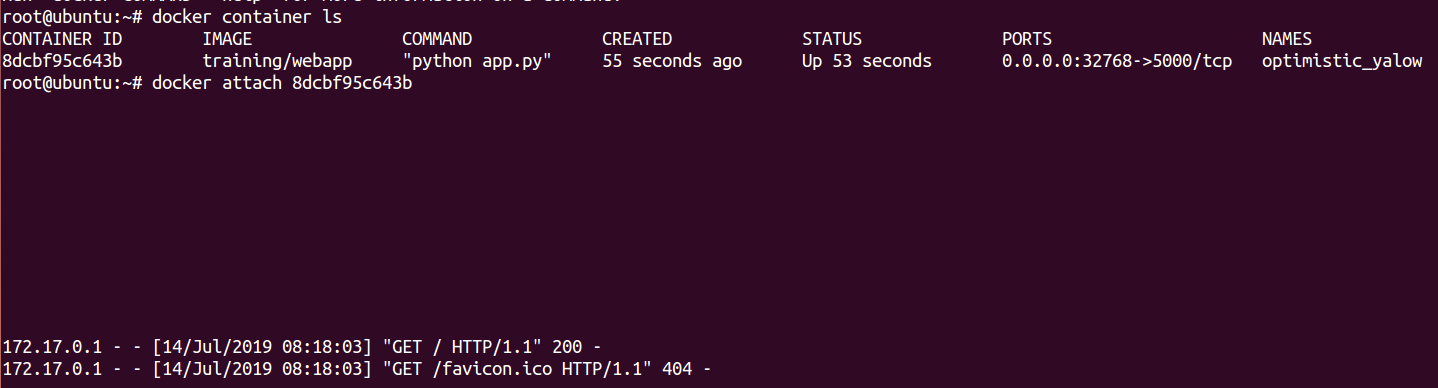 root@ubuntu:~# docker container ls
CONTAINER ID IMAGE COMMAND CREATED STATUS PORTS NAMES
8dcbf95c643b training/webapp "python app.py" 55 seconds ago Up 53 seconds 0.0.0.0:32768->5000/tcp optimistic_yalow
root@ubuntu:~# docker attach 8dcbf95c643b
172.17.0.1 - - [14/Jul/2019 08:18:03] "GET / HTTP/1.1" 200 -
172.17.0.1 - - [14/Jul/2019 08:18:03] "GET /favicon.ico HTTP/1.1" 404 -